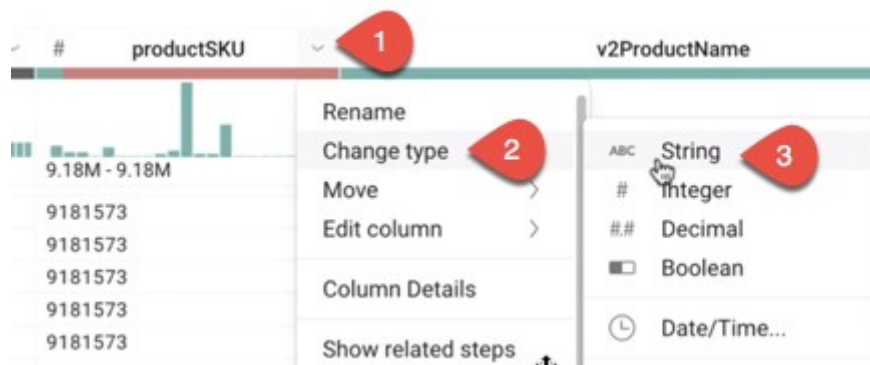 # productSKU 1 v2ProductName
Rename
Change type 2 ABC String 3
9.18M - 9.18M
Move # Integer
9181573
Edit column #.# Decimal
9181573
Boolean
9181573
Column Details
9181573
Date/Time...
9181573
Show related steps